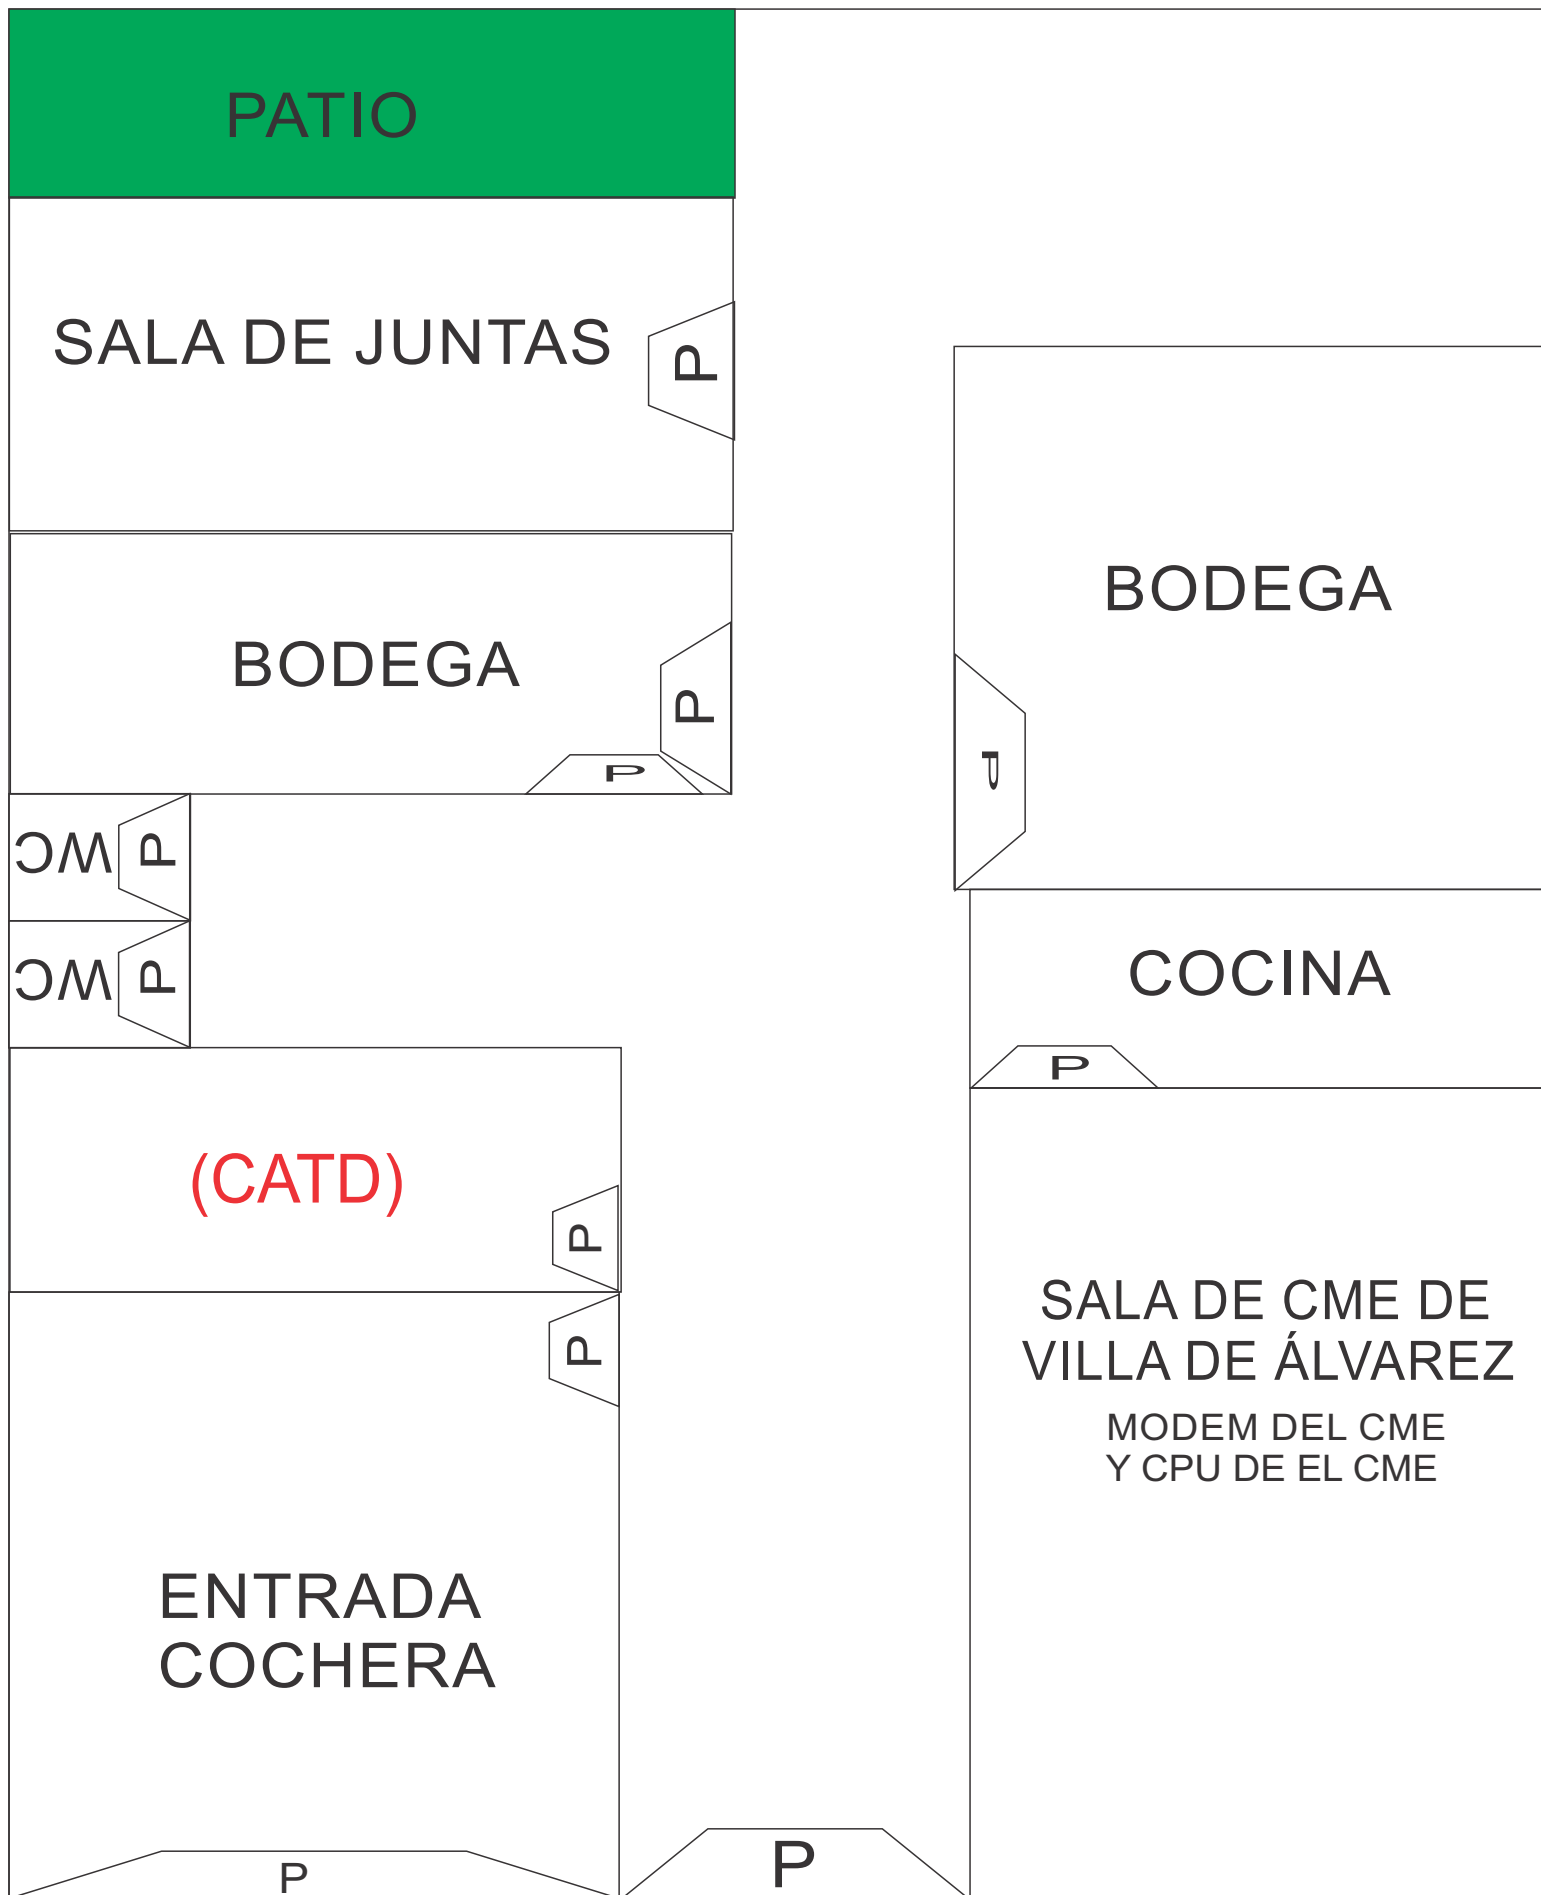 PATIO
SALA DE JUNTAS
P
BODEGA
P
P
BODEGA
P
WC
P
WC
P
COCINA
P
(CATD)
P
P
SALA DE CME DE
VILLA DE ÁLVAREZ
MODEM DEL CME
Y CPU DE EL CME
ENTRADA
COCHERA
P
P